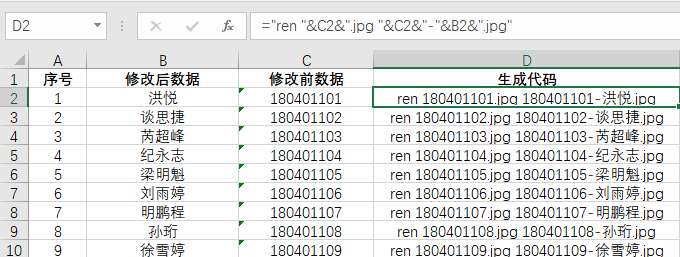 D2 fx ="ren "&C2&".jpg "&C2&"-"&B2&".jpg"
A B C D
1 序号 修改后数据 修改前数据 生成代码
2 1 洪悦 180401101 ren 180401101.jpg 180401101-洪悦.jpg
3 2 谈思捷 180401102 ren 180401102.jpg 180401102-谈思捷.jpg
4 3 芮超峰 180401103 ren 180401103.jpg 180401103-芮超峰.jpg
5 4 纪永志 180401104 ren 180401104.jpg 180401104-纪永志.jpg
6 5 梁明魁 180401105 ren 180401105.jpg 180401105-梁明魁.jpg
7 6 刘雨婷 180401106 ren 180401106.jpg 180401106-刘雨婷.jpg
8 7 明鹏程 180401107 ren 180401107.jpg 180401107-明鹏程.jpg
9 8 孙珩 180401108 ren 180401108.jpg 180401108-孙珩.jpg
10 9 徐雪婷 180401109 ren 180401109.jpg 180401109-徐雪婷.jpg